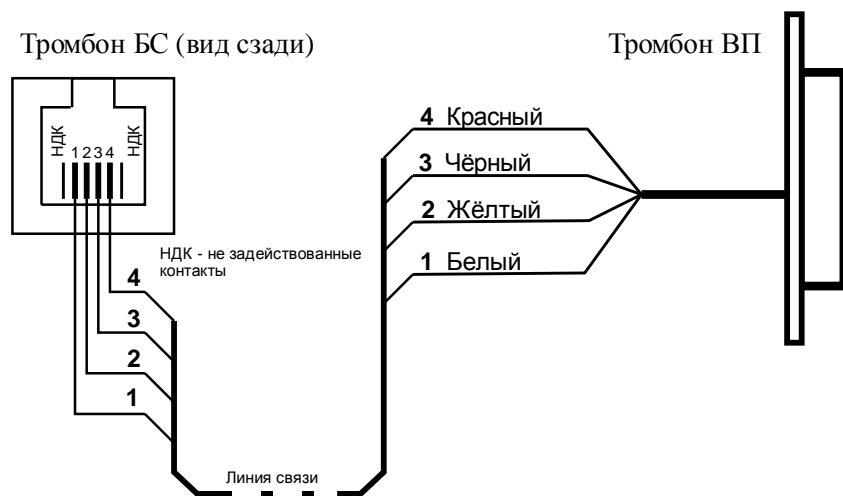 Тромбон БС (вид сзади)
Тромбон ВП
НДК 1234 НДК
НДК - не задействованные
контакты
4
3
2
1
4 Красный
3 Чёрный
2 Жёлтый
1 Белый
Линия связи